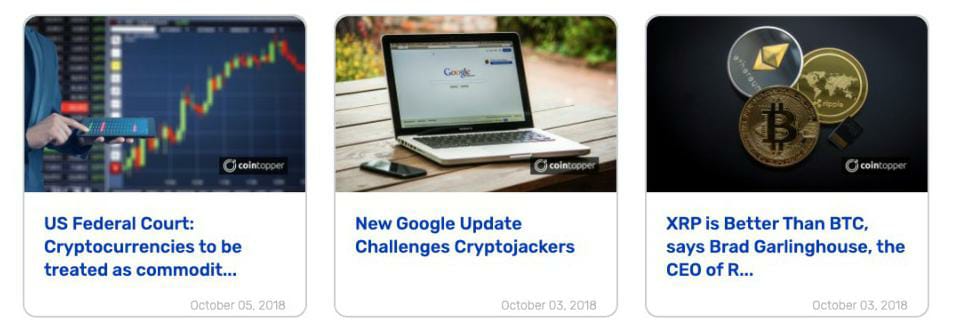 cointopper
US Federal Court:
Cryptocurrencies to be
treated as commodit...
October 05, 2018
Google
cointopper
New Google Update
Challenges Cryptojackers
October 03, 2018
ethereum
ripple
cointopper
XRP is Better Than BTC,
says Brad Garlinghouse, the
CEO of R...
October 03, 2018